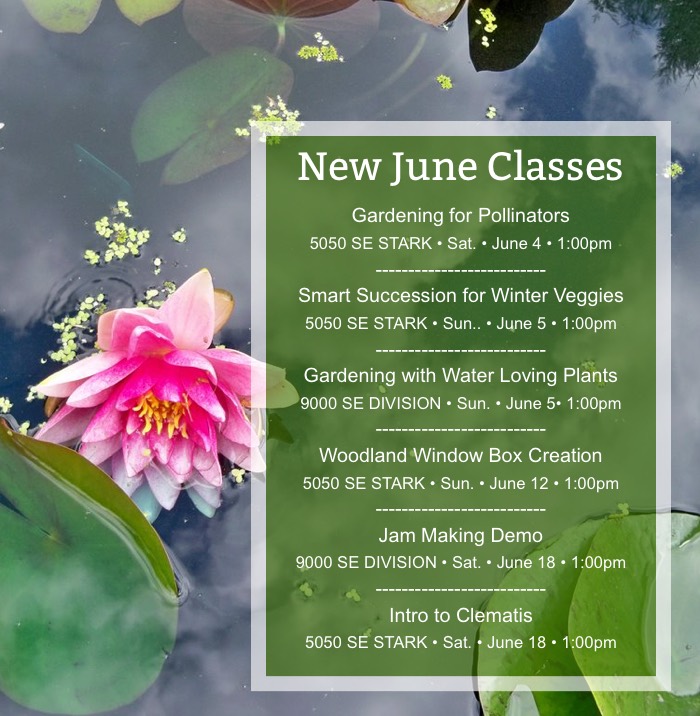 New June Classes
Gardening for Pollinators
5050 SE STARK • Sat. • June 4 • 1:00pm
--------------------------
Smart Succession for Winter Veggies
5050 SE STARK • Sun.. • June 5 • 1:00pm
--------------------------
Gardening with Water Loving Plants
9000 SE DIVISION • Sun. • June 5• 1:00pm
--------------------------
Woodland Window Box Creation
5050 SE STARK • Sun. • June 12 • 1:00pm
--------------------------
Jam Making Demo
9000 SE DIVISION • Sat. • June 18 • 1:00pm
--------------------------
Intro to Clematis
5050 SE STARK • Sat. • June 18 • 1:00pm